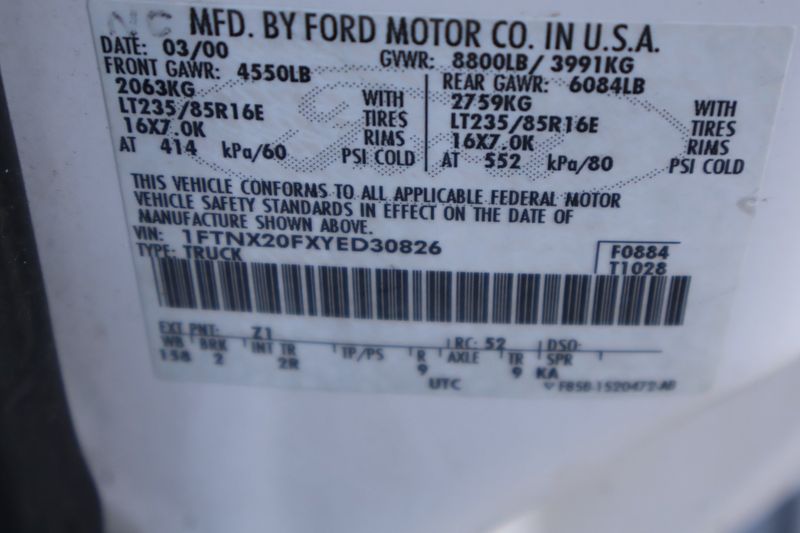 NC MFD. BY FORD MOTOR CO. IN U.S.A.
DATE: 03/00 GVWR: 8800LB/ 3991KG
FRONT GAWR: 4550LB REAR GAWR: 6084LB
2063KG WITH 2759KG WITH
LT235/85R16E TIRES LT235/85R16E TIRES
16X7.0K RIMS 16X7.0K RIMS
AT 414 kPa/60 PSI COLD AT 552 kPa/80 PSI COLD
THIS VEHICLE CONFORMS TO ALL APPLICABLE FEDERAL MOTOR
VEHICLE SAFETY STANDARDS IN EFFECT ON THE DATE OF
MANUFACTURE SHOWN ABOVE.
VIN: 1FTNX20FXYED30826
TYPE: TRUCK F0884
T1028
EXT PNT: Z1 RC: 52 DSO:
WB BRK INT TR TP/PS R AXLE TR SPR
158 2 2R 9 9 KA
UTC F85B-1520472-AB